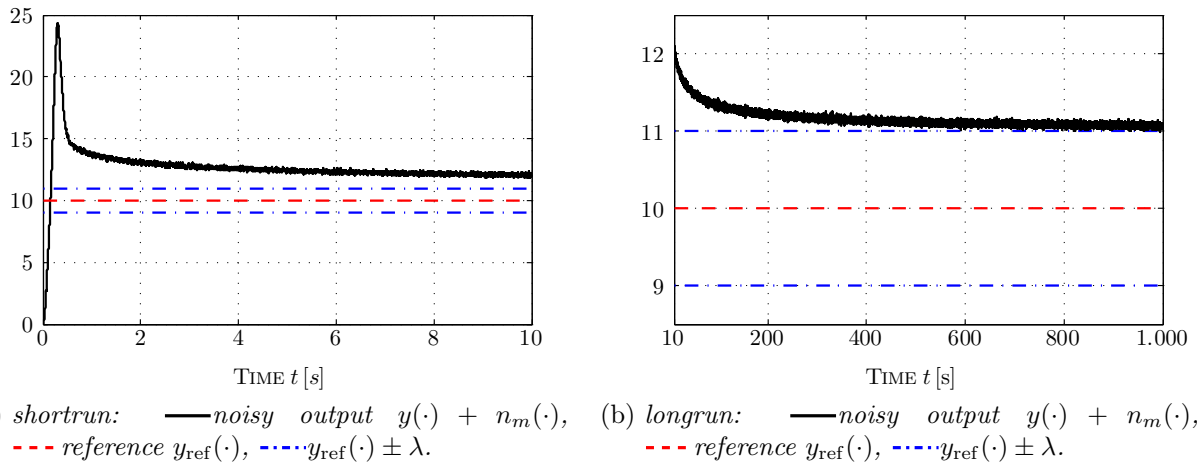 25
20
15
10
5
0
0 2 4 6 8 10
TIME t [s]
12
11
10
9
10 200 400 600 800 1.000
TIME t [s]
) shortrun: noisy output y(·) + n_m(·),
reference y_ref(·), y_ref(·) ± λ.
(b) longrun: noisy output y(·) + n_m(·),
reference y_ref(·), y_ref(·) ± λ.